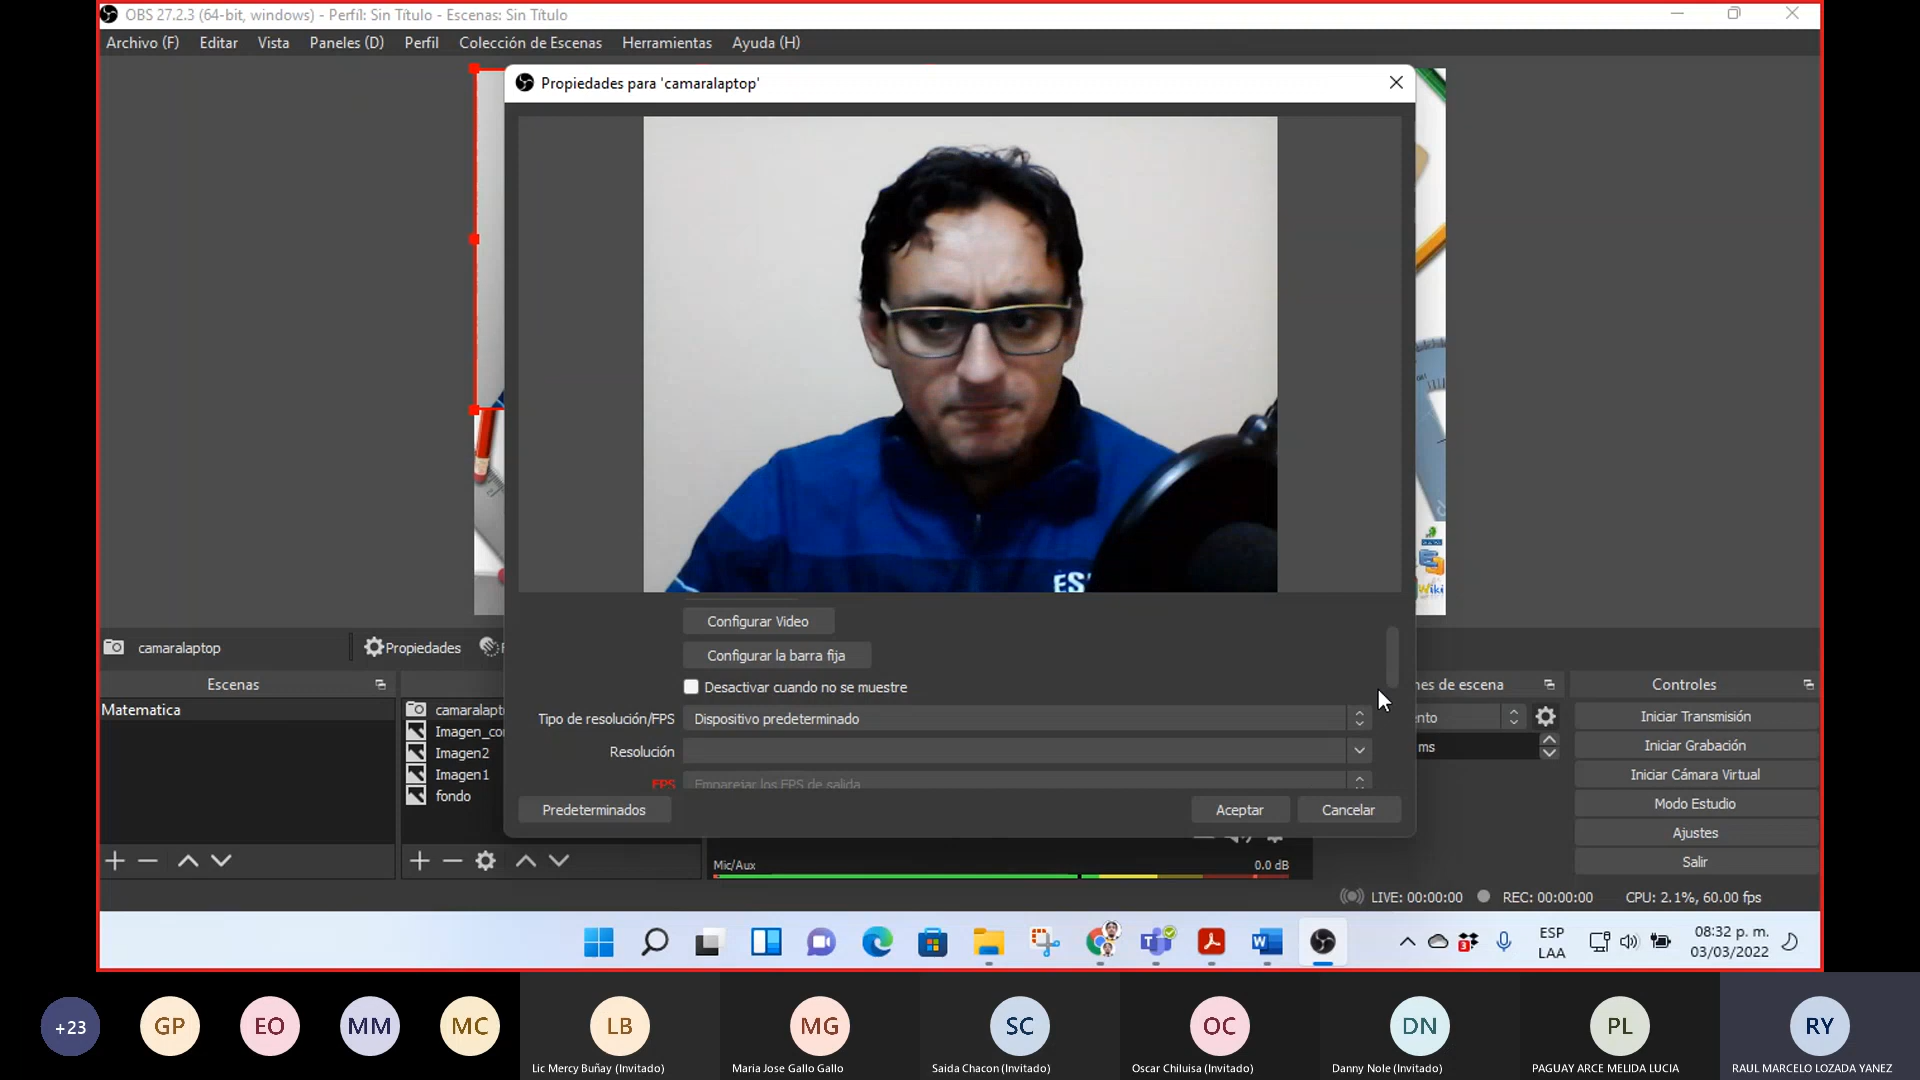 OBS 27.2.3 (64-bit, windows) - Perfil: Sin Título - Escenas: Sin Título
Archivo (F) Editar Vista Paneles (D) Perfil Colección de Escenas Herramientas Ayuda (H)
Propiedades para 'camaralaptop'
ES
Wiki
Configurar Video
Configurar la barra fija
Desactivar cuando no se muestre
Tipo de resolución/FPS Dispositivo predeterminado
Resolución
FPS Emparejar los FPS de salida
Predeterminados Aceptar Cancelar
camaralaptop Propiedades
Escenas
Matematica
camaralapt
Imagen_co
Imagen2
Imagen1
fondo
nes de escena
nto
ms
Mic/Aux 0.0 dB
Controles
Iniciar Transmisión
Iniciar Grabación
Iniciar Cámara Virtual
Modo Estudio
Ajustes
Salir
LIVE: 00:00:00 REC: 00:00:00 CPU: 2.1%, 60.00 fps
3
ESP
LAA
08:32 p. m.
03/03/2022
+23 GP EO MM MC LB MG SC OC DN PL RY
Lic Mercy Buñay (Invitado) Maria Jose Gallo Gallo Saida Chacon (Invitado) Oscar Chiluisa (Invitado) Danny Nole (Invitado) PAGUAY ARCE MELIDA LUCIA RAUL MARCELO LOZADA YANEZ